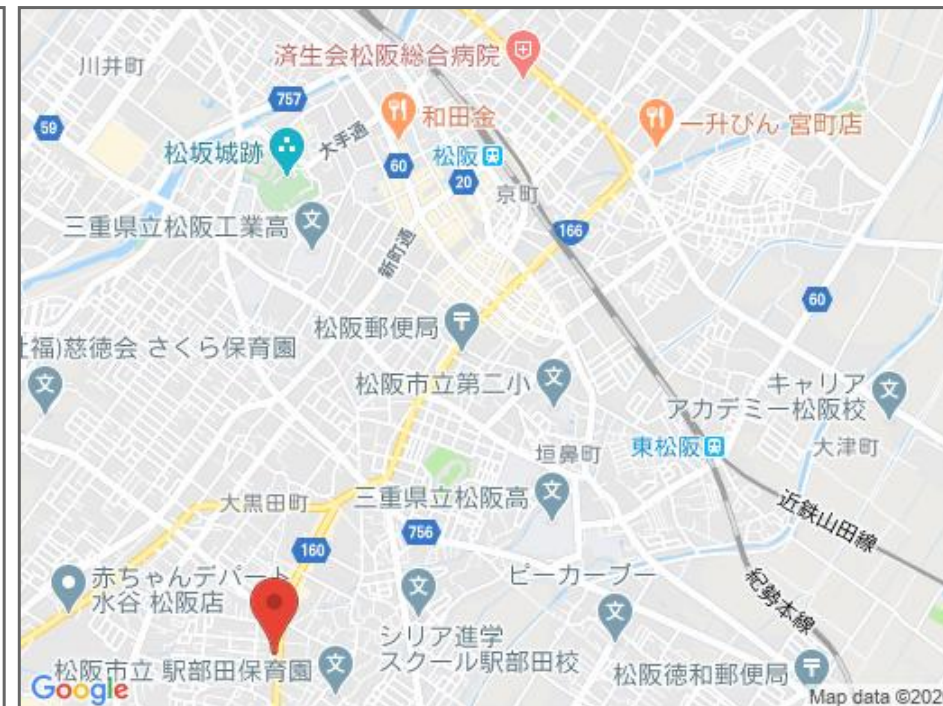 川井町
済生会松阪総合病院
757
59
和田金
一升びん 宮町店
松坂城跡
大手通
60
松阪
20
京町
三重県立松阪工業高
新町通
166
60
松阪郵便局
福)慈徳会 さくら保育園
松阪市立第二小
キャリア
アカデミー松阪校
垣鼻町
東松阪
大津町
大黒田町
三重県立松阪高
756
近鉄山田線
160
赤ちゃんデパート
水谷 松阪店
ピーカーブー
紀勢本線
シリア進学
スクール駅部田校
松阪市立 駅部田保育園
松阪徳和郵便局
Google
Map data ©202